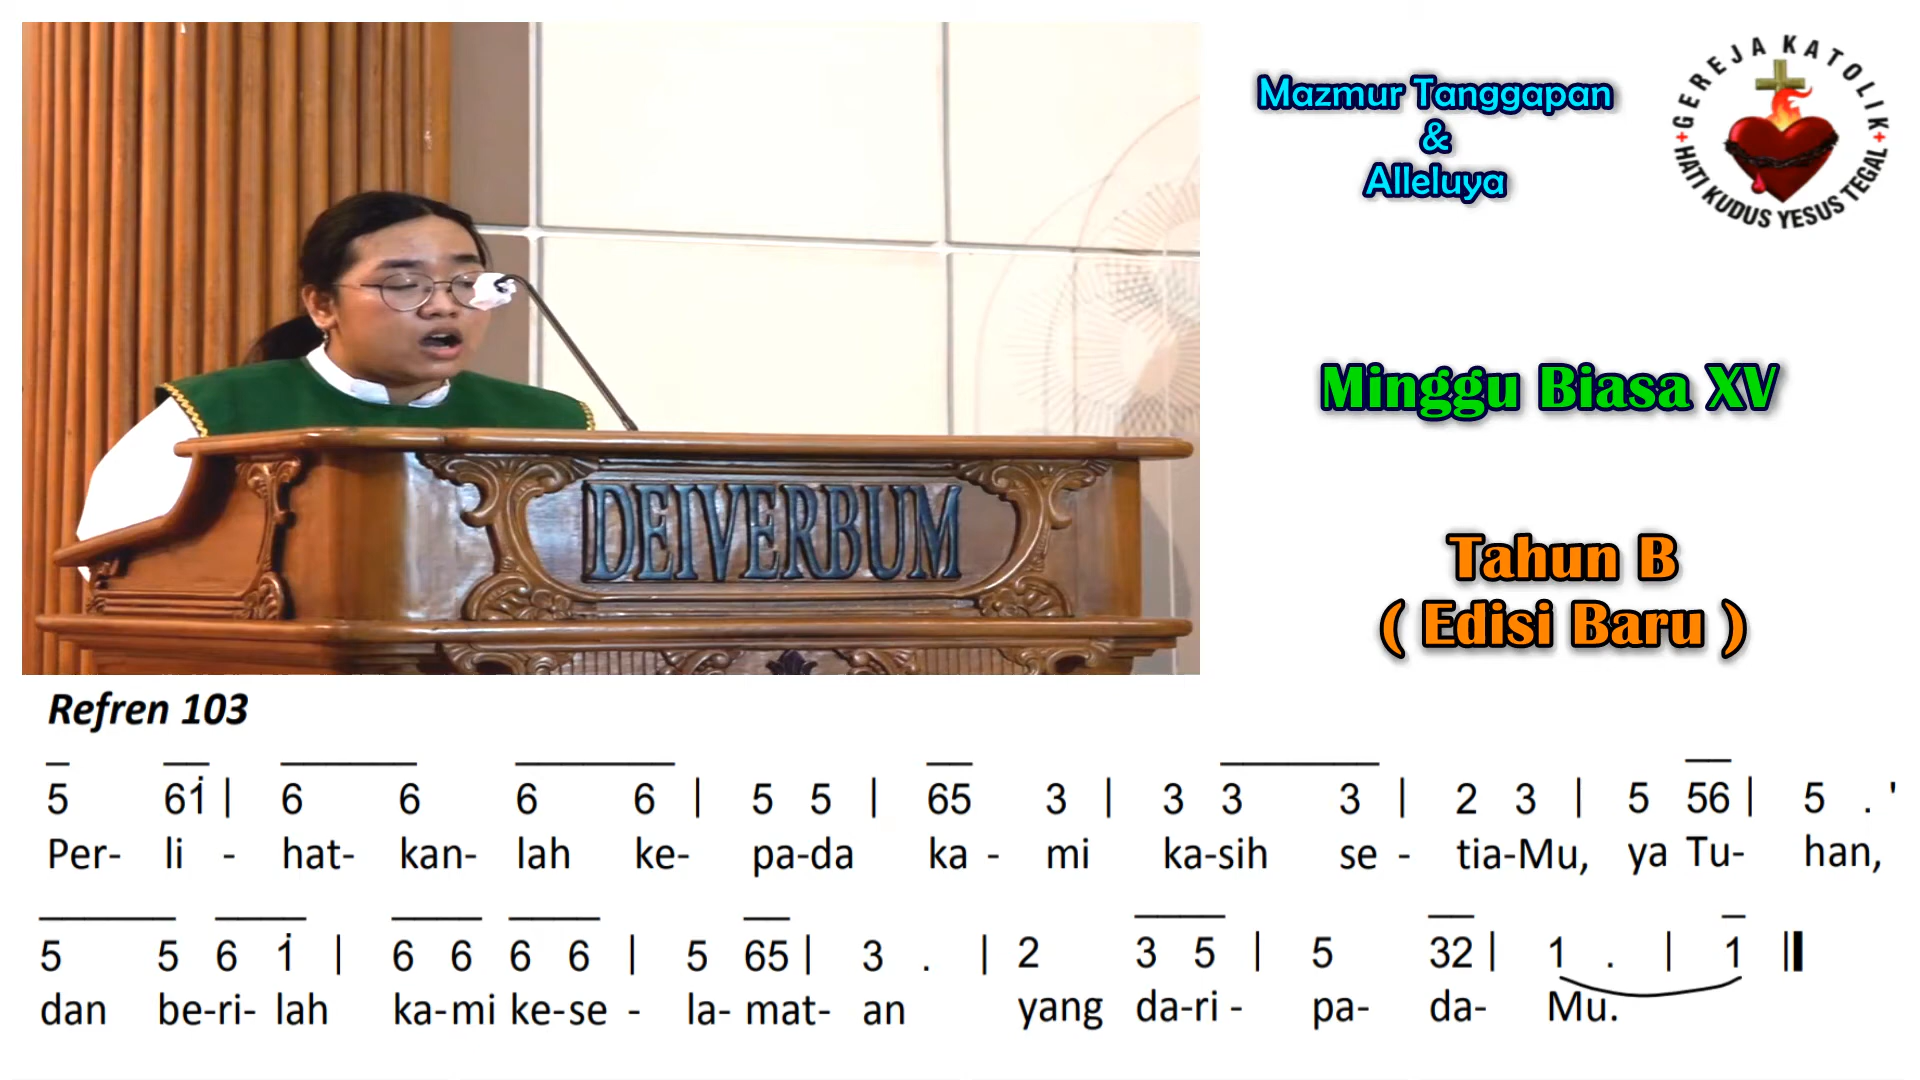 Mazmur Tanggapan
&
Alleluya
GEREJA KATOLIK
HATI KUDUS YESUS TEGAL
Minggu Biasa XV
Tahun B
( Edisi Baru )
DEIVERBUM
Refren 103
5 61̇ | 6 6 6 6 | 5 5 | 65 3 | 3 3 3 | 2 3 | 5 56 | 5 . '
Per- li - hat- kan- lah ke- pa-da ka - mi ka-sih se - tia-Mu, ya Tu- han,
5 5 6 1̇ | 6 6 6 6 | 5 65 | 3 . | 2 3 5 | 5 32 | 1 . | 1 ||
dan be-ri- lah ka-mi ke-se - la- mat- an yang da-ri - pa- da- Mu.